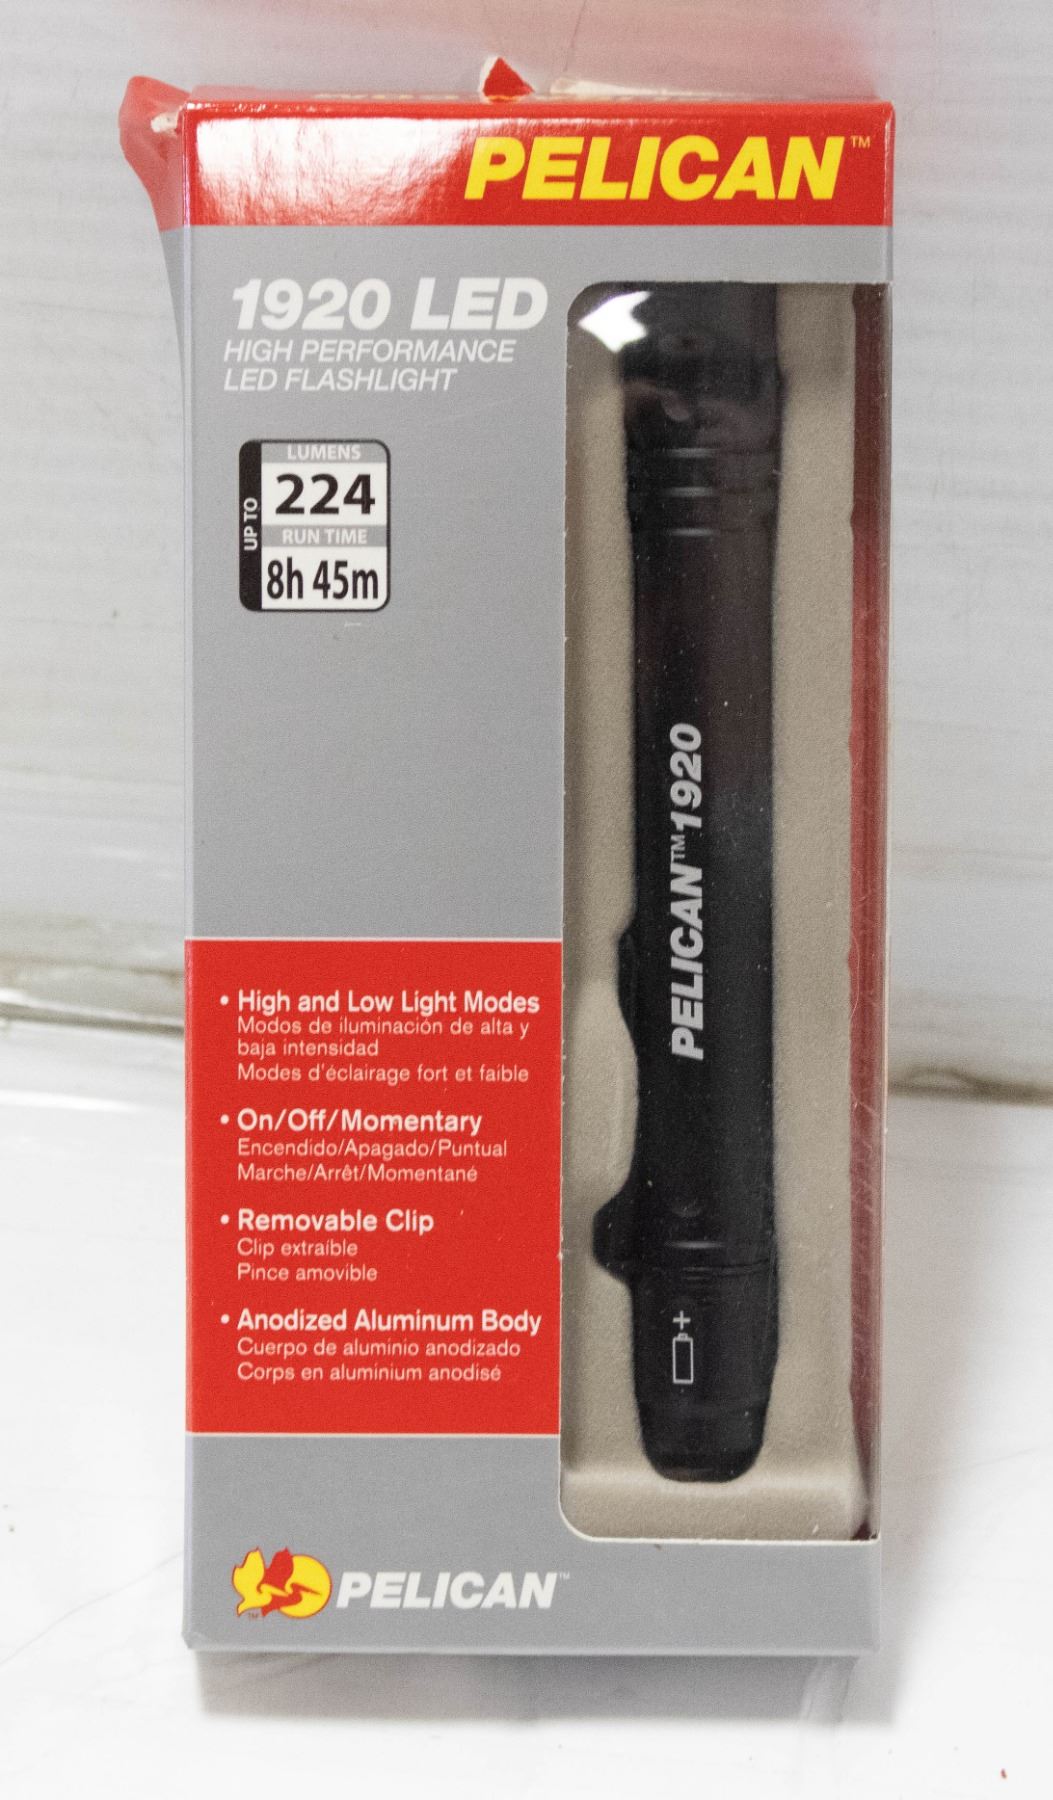 PELICAN™
1920 LED
HIGH PERFORMANCE
LED FLASHLIGHT
UP TO
LUMENS
224
RUN TIME
8h 45m
PELICAN™1920
+
• High and Low Light Modes
Modos de iluminación de alta y
baja intensidad
Modes d'éclairage fort et faible
• On/Off/Momentary
Encendido/Apagado/Puntual
Marche/Arrêt/Momentané
• Removable Clip
Clip extraíble
Pince amovible
• Anodized Aluminum Body
Cuerpo de aluminio anodizado
Corps en aluminium anodisé
TM
PELICAN™